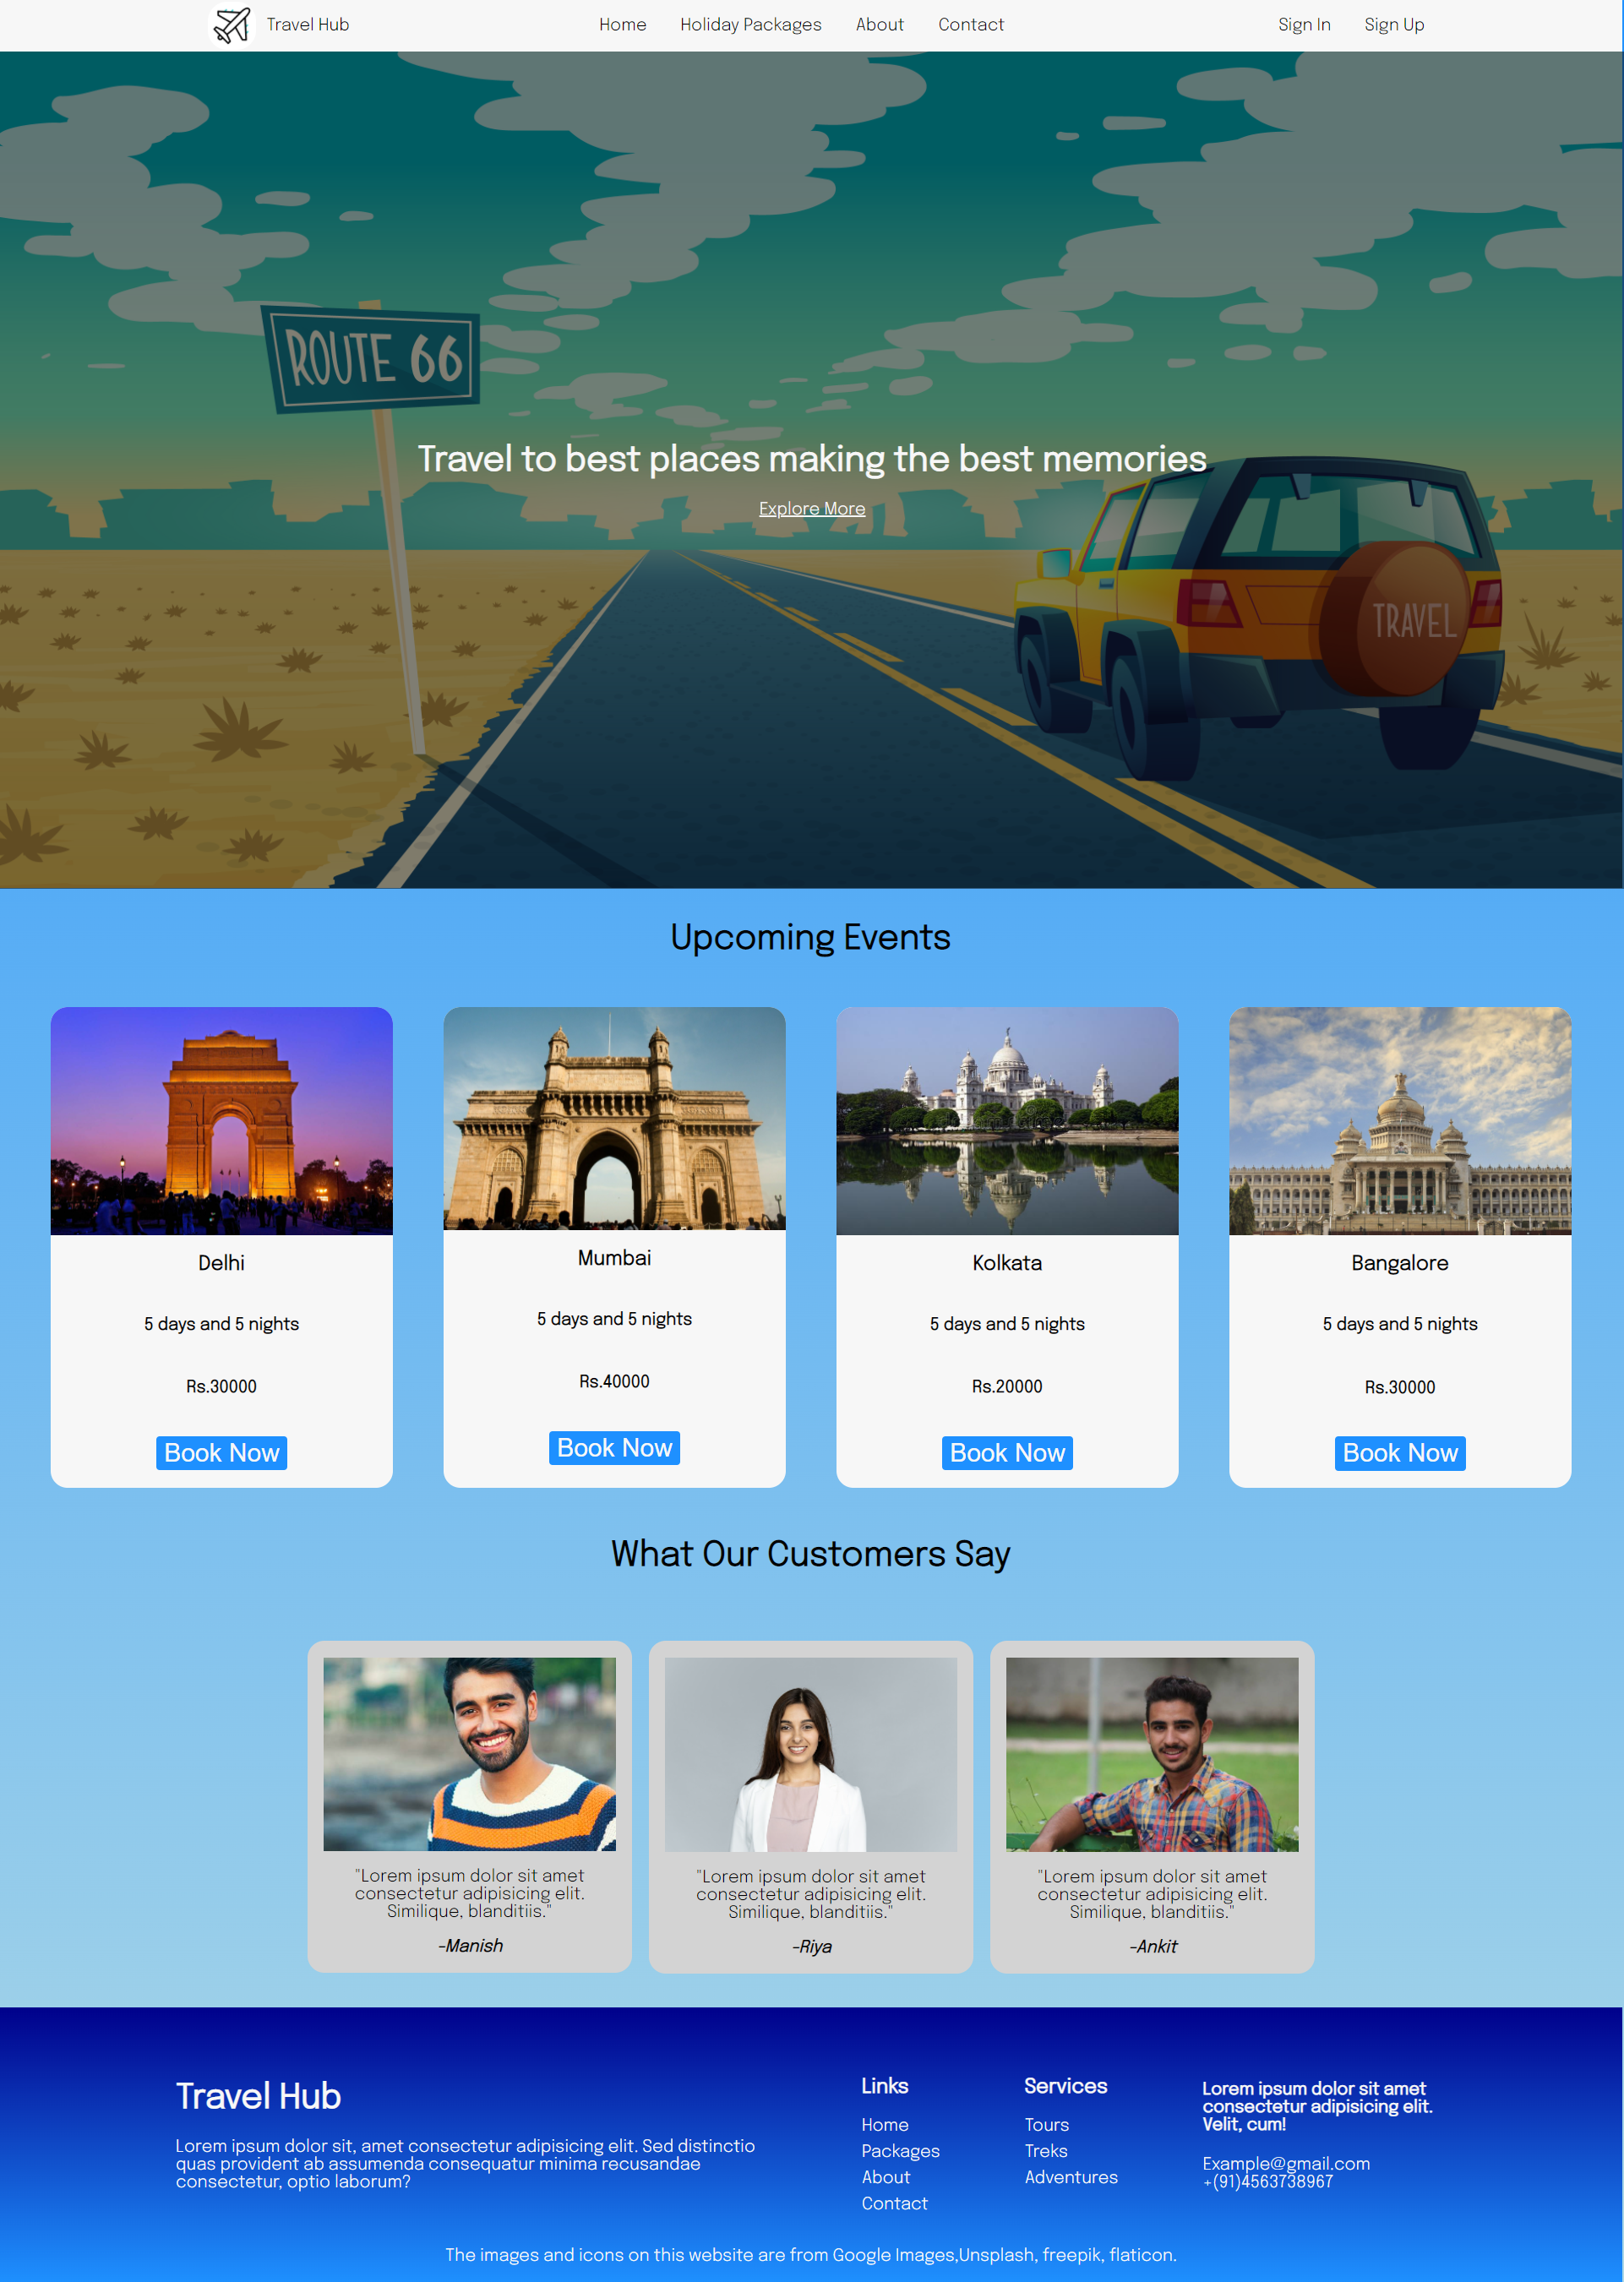 Travel Hub
Home
Holiday Packages
About
Contact
Sign In
Sign Up
ROUTE 66
Travel to best places making the best memories
Explore More
TRAVEL
Upcoming Events
Delhi
5 days and 5 nights
Rs.30000
Book Now
Mumbai
5 days and 5 nights
Rs.40000
Book Now
Kolkata
5 days and 5 nights
Rs.20000
Book Now
Bangalore
5 days and 5 nights
Rs.30000
Book Now
What Our Customers Say
"Lorem ipsum dolor sit amet
consectetur adipisicing elit.
Similique, blanditiis."
-Manish
"Lorem ipsum dolor sit amet
consectetur adipisicing elit.
Similique, blanditiis."
-Riya
"Lorem ipsum dolor sit amet
consectetur adipisicing elit.
Similique, blanditiis."
-Ankit
Travel Hub
Lorem ipsum dolor sit, amet consectetur adipisicing elit. Sed distinctio
quas provident ab assumenda consequatur minima recusandae
consectetur, optio laborum?
Links
Home
Packages
About
Contact
Services
Tours
Treks
Adventures
Lorem ipsum dolor sit amet
consectetur adipisicing elit.
Velit, cum!
Example@gmail.com
+(91)4563738967
The images and icons on this website are from Google Images,Unsplash, freepik, flaticon.